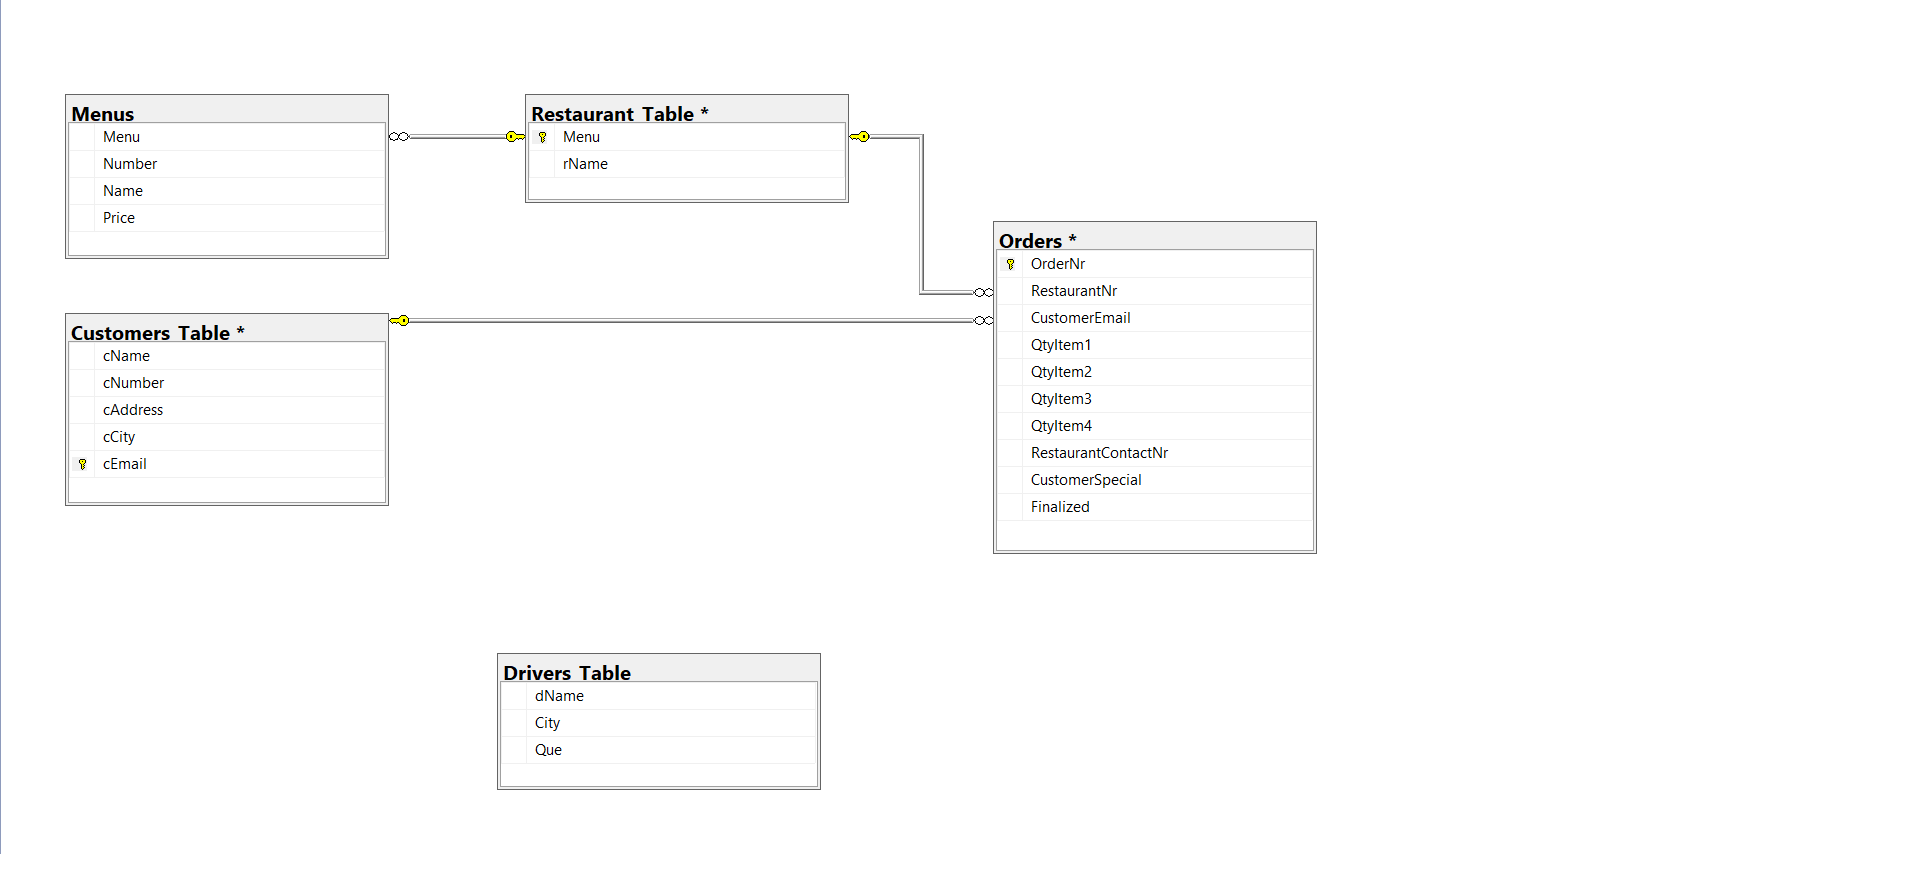 Menus
Menu
Number
Name
Price
Restaurant Table *
Menu
rName
Customers Table *
cName
cNumber
cAddress
cCity
cEmail
Orders *
OrderNr
RestaurantNr
CustomerEmail
QtyItem1
QtyItem2
QtyItem3
QtyItem4
RestaurantContactNr
CustomerSpecial
Finalized
Drivers Table
dName
City
Que